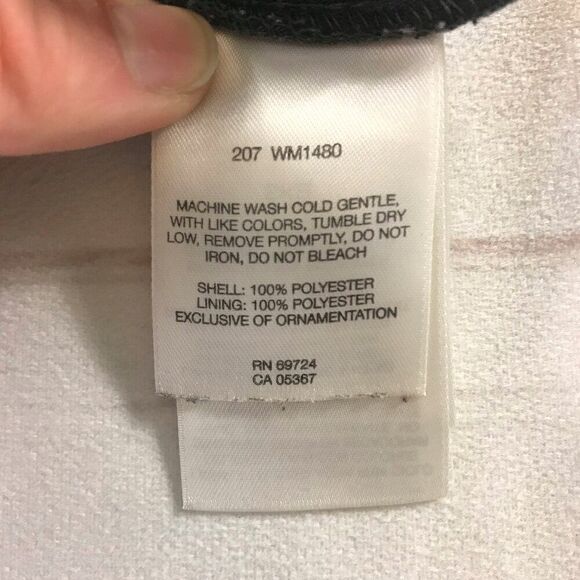 207 WM1480
MACHINE WASH COLD GENTLE,
WITH LIKE COLORS, TUMBLE DRY
LOW, REMOVE PROMPTLY, DO NOT
IRON, DO NOT BLEACH
SHELL: 100% POLYESTER
LINING: 100% POLYESTER
EXCLUSIVE OF ORNAMENTATION
RN 69724
CA 05367